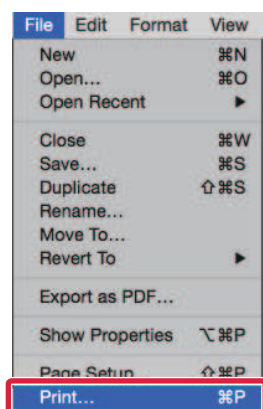 File Edit Format View
New ⌘N
Open... ⌘O
Open Recent ▶
Close ⌘W
Save... ⌘S
Duplicate ⇧⌘S
Rename...
Move To...
Revert To ▶
Export as PDF...
Show Properties ⌥⌘P
Page Setup ⇧⌘P
Print... ⌘P